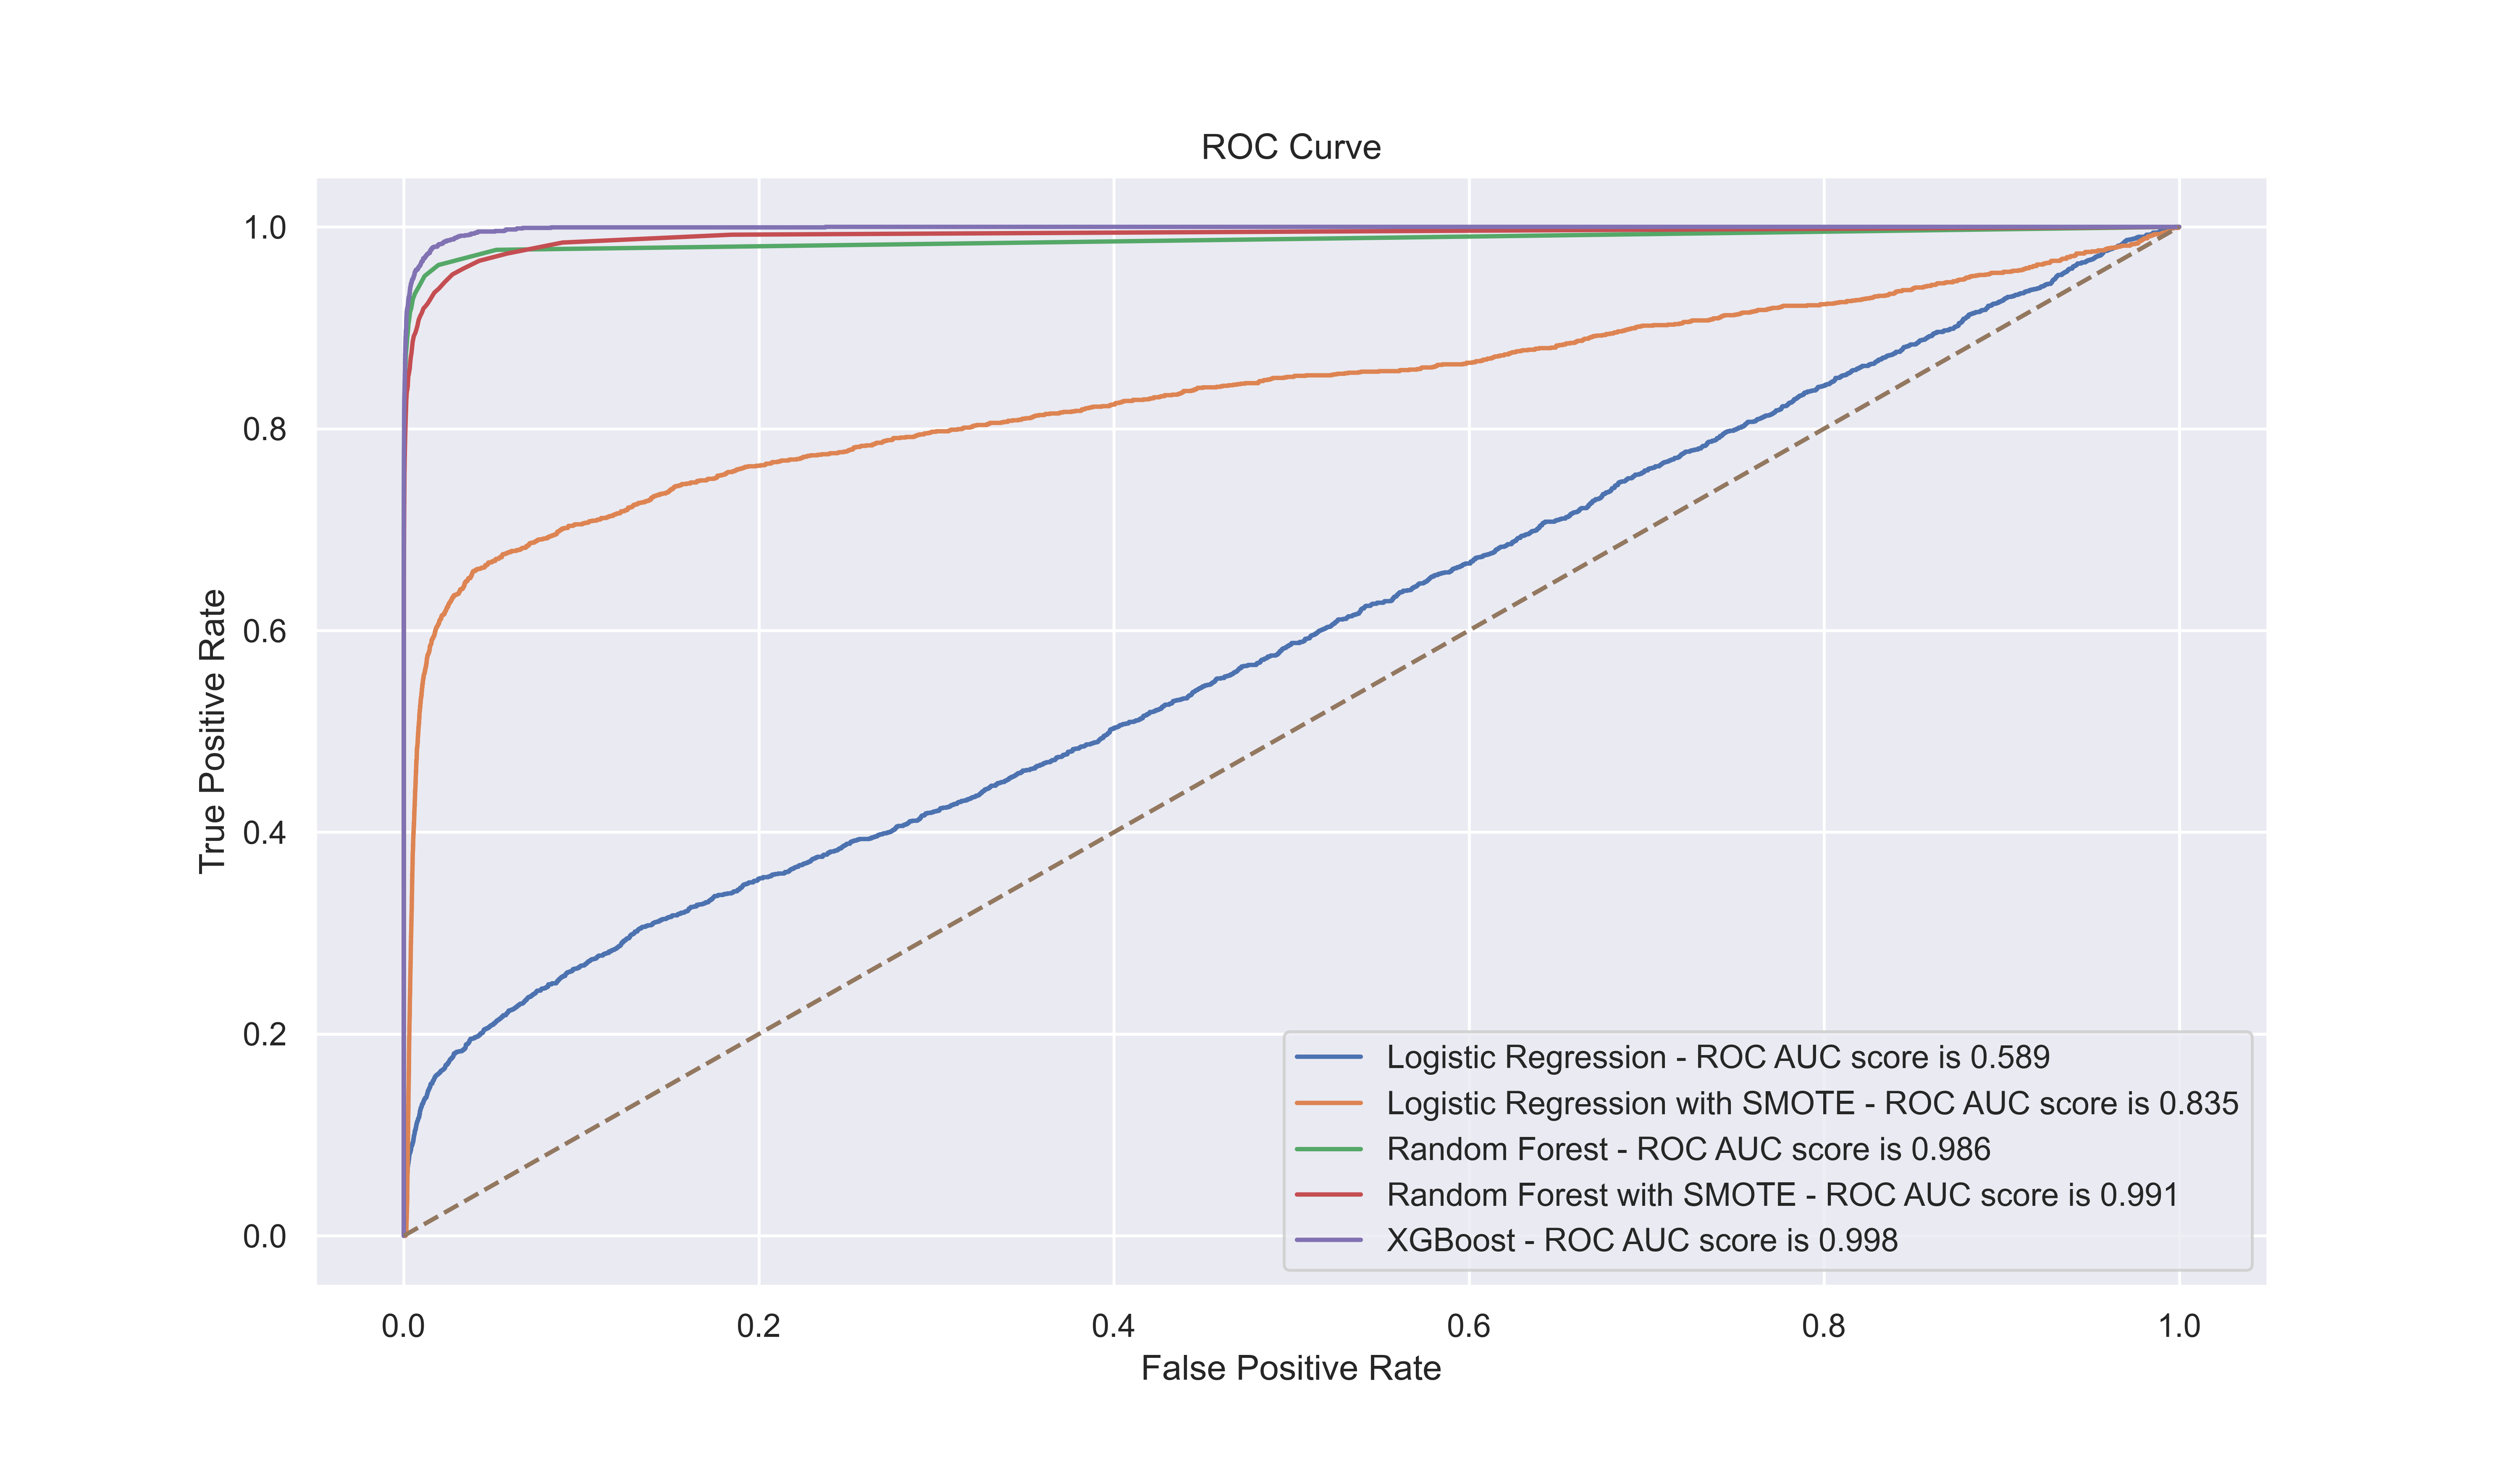 ROC Curve
1.0
0.8
0.6
0.4
0.2
0.0
True Positive Rate
Logistic Regression - ROC AUC score is 0.589
Logistic Regression with SMOTE - ROC AUC score is 0.835
Random Forest - ROC AUC score is 0.986
Random Forest with SMOTE - ROC AUC score is 0.991
XGBoost - ROC AUC score is 0.998
0.0 0.2 0.4 0.6 0.8 1.0
False Positive Rate